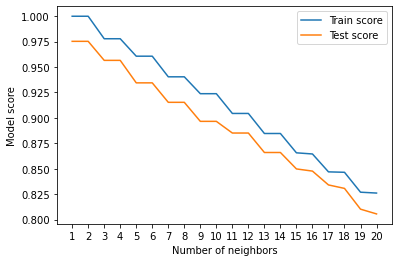 Train score
Test score
Model score
1.000
0.975
0.950
0.925
0.900
0.875
0.850
0.825
0.800
1 2 3 4 5 6 7 8 9 10 11 12 13 14 15 16 17 18 19 20
Number of neighbors